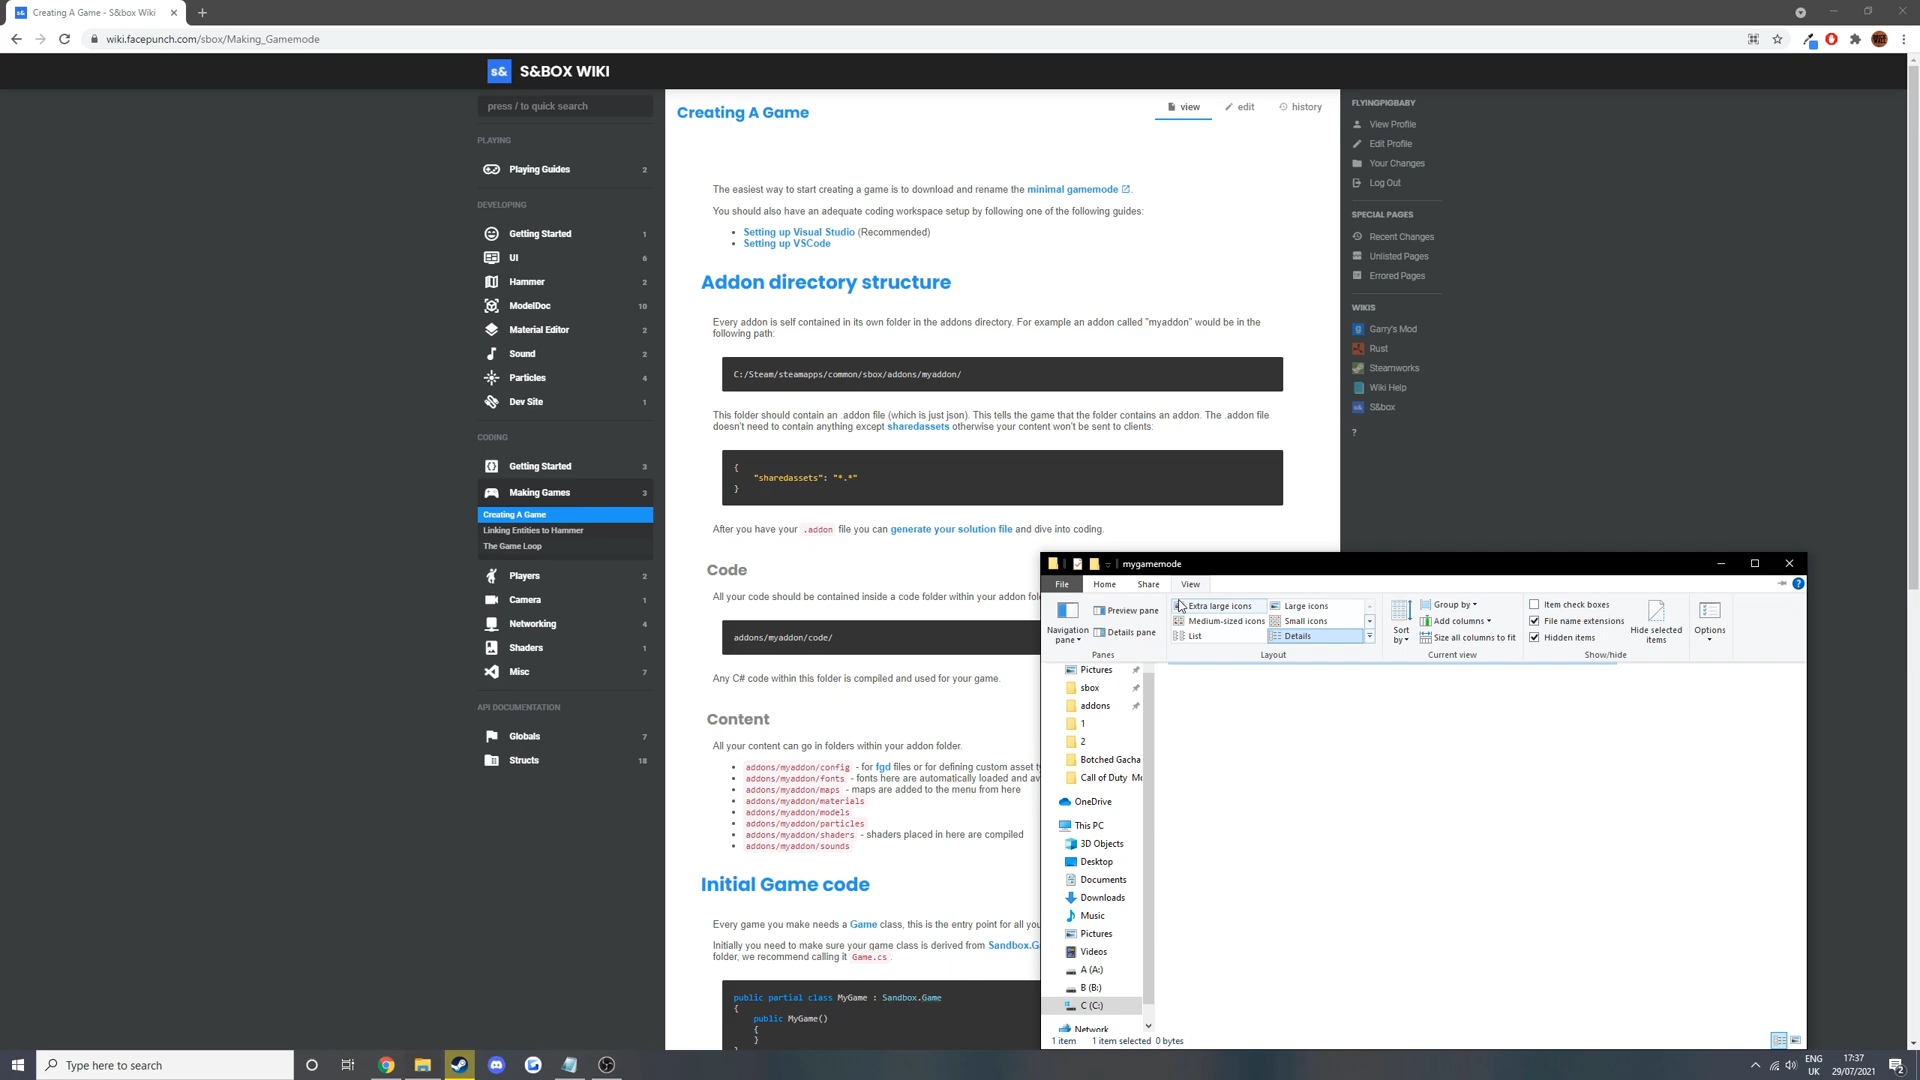 Creating A Game - S&box Wiki
wiki.facepunch.com/sbox/Making_Gamemode
s& S&BOX WIKI
press / to quick search
PLAYING
Playing Guides 2
DEVELOPING
Getting Started 1
UI 6
Hammer 2
ModelDoc 10
Material Editor 2
Sound 2
Particles 4
Dev Site 1
CODING
Getting Started 3
Making Games 3
Creating A Game
Linking Entities to Hammer
The Game Loop
Players 2
Camera 1
Networking 4
Shaders 1
Misc 7
API DOCUMENTATION
Globals 7
Structs 18
Creating A Game
view edit history
The easiest way to start creating a game is to download and rename the minimal gamemode.
You should also have an adequate coding workspace setup by following one of the following guides:
• Setting up Visual Studio (Recommended)
• Setting up VSCode
Addon directory structure
Every addon is self contained in its own folder in the addons directory. For example an addon called "myaddon" would be in the
following path:
C:/Steam/steamapps/common/sbox/addons/myaddon/
This folder should contain an .addon file (which is just json). This tells the game that the folder contains an addon. The .addon file
doesn't need to contain anything except sharedassets otherwise your content won't be sent to clients:
{
"sharedassets": "*.*"
}
After you have your .addon file you can generate your solution file and dive into coding.
Code
All your code should be contained inside a code folder within your addon fol
addons/myaddon/code/
Any C# code within this folder is compiled and used for your game.
Content
All your content can go in folders within your addon folder.
• addons/myaddon/config - for fgd files or for defining custom asset ty
• addons/myaddon/fonts - fonts here are automatically loaded and av
• addons/myaddon/maps - maps are added to the menu from here
• addons/myaddon/materials
• addons/myaddon/models
• addons/myaddon/particles
• addons/myaddon/shaders - shaders placed in here are compiled
• addons/myaddon/sounds
Initial Game code
Every game you make needs a Game class, this is the entry point for all you
Initially you need to make sure your game class is derived from Sandbox.G
folder, we recommend calling it Game.cs.
public partial class MyGame : Sandbox.Game
{
public MyGame()
{
}
FLYINGPIGBABY
View Profile
Edit Profile
Your Changes
Log Out
SPECIAL PAGES
Recent Changes
Unlisted Pages
Errored Pages
WIKIS
Garry's Mod
Rust
Steamworks
Wiki Help
S&box
?
mygamemode
File Home Share View
Navigation pane
Preview pane
Details pane
Panes
Extra large icons Large icons
Medium-sized icons Small icons
List Details
Layout
Sort by
Group by
Add columns
Size all columns to fit
Current view
Item check boxes
File name extensions
Hidden items
Hide selected items
Show/hide
Options
Pictures
sbox
addons
1
2
Botched Gacha
Call of Duty Mo
OneDrive
This PC
3D Objects
Desktop
Documents
Downloads
Music
Pictures
Videos
A (A:)
B (B:)
C (C:)
Network
1 item 1 item selected 0 bytes
Type here to search
ENG
UK
17:37
29/07/2021
2